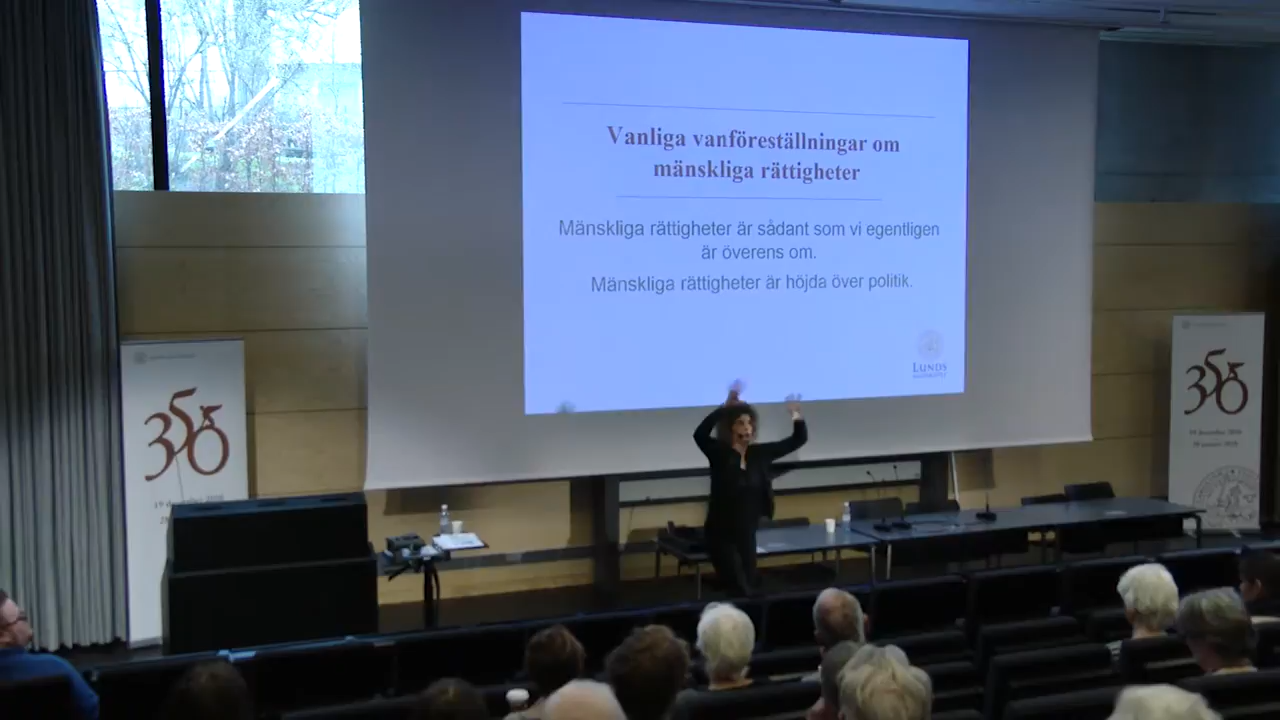 Vanliga vanföreställningar om
mänskliga rättigheter
Mänskliga rättigheter är sådant som vi egentligen
är överens om.
Mänskliga rättigheter är höjda över politik.
LUNDS
350
350